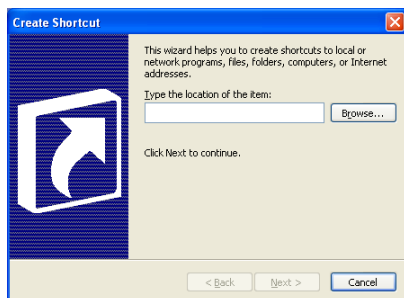 Create Shortcut
This wizard helps you to create shortcuts to local or
network programs, files, folders, computers, or Internet
addresses.
Type the location of the item:
Browse...
Click Next to continue.
< Back
Next >
Cancel